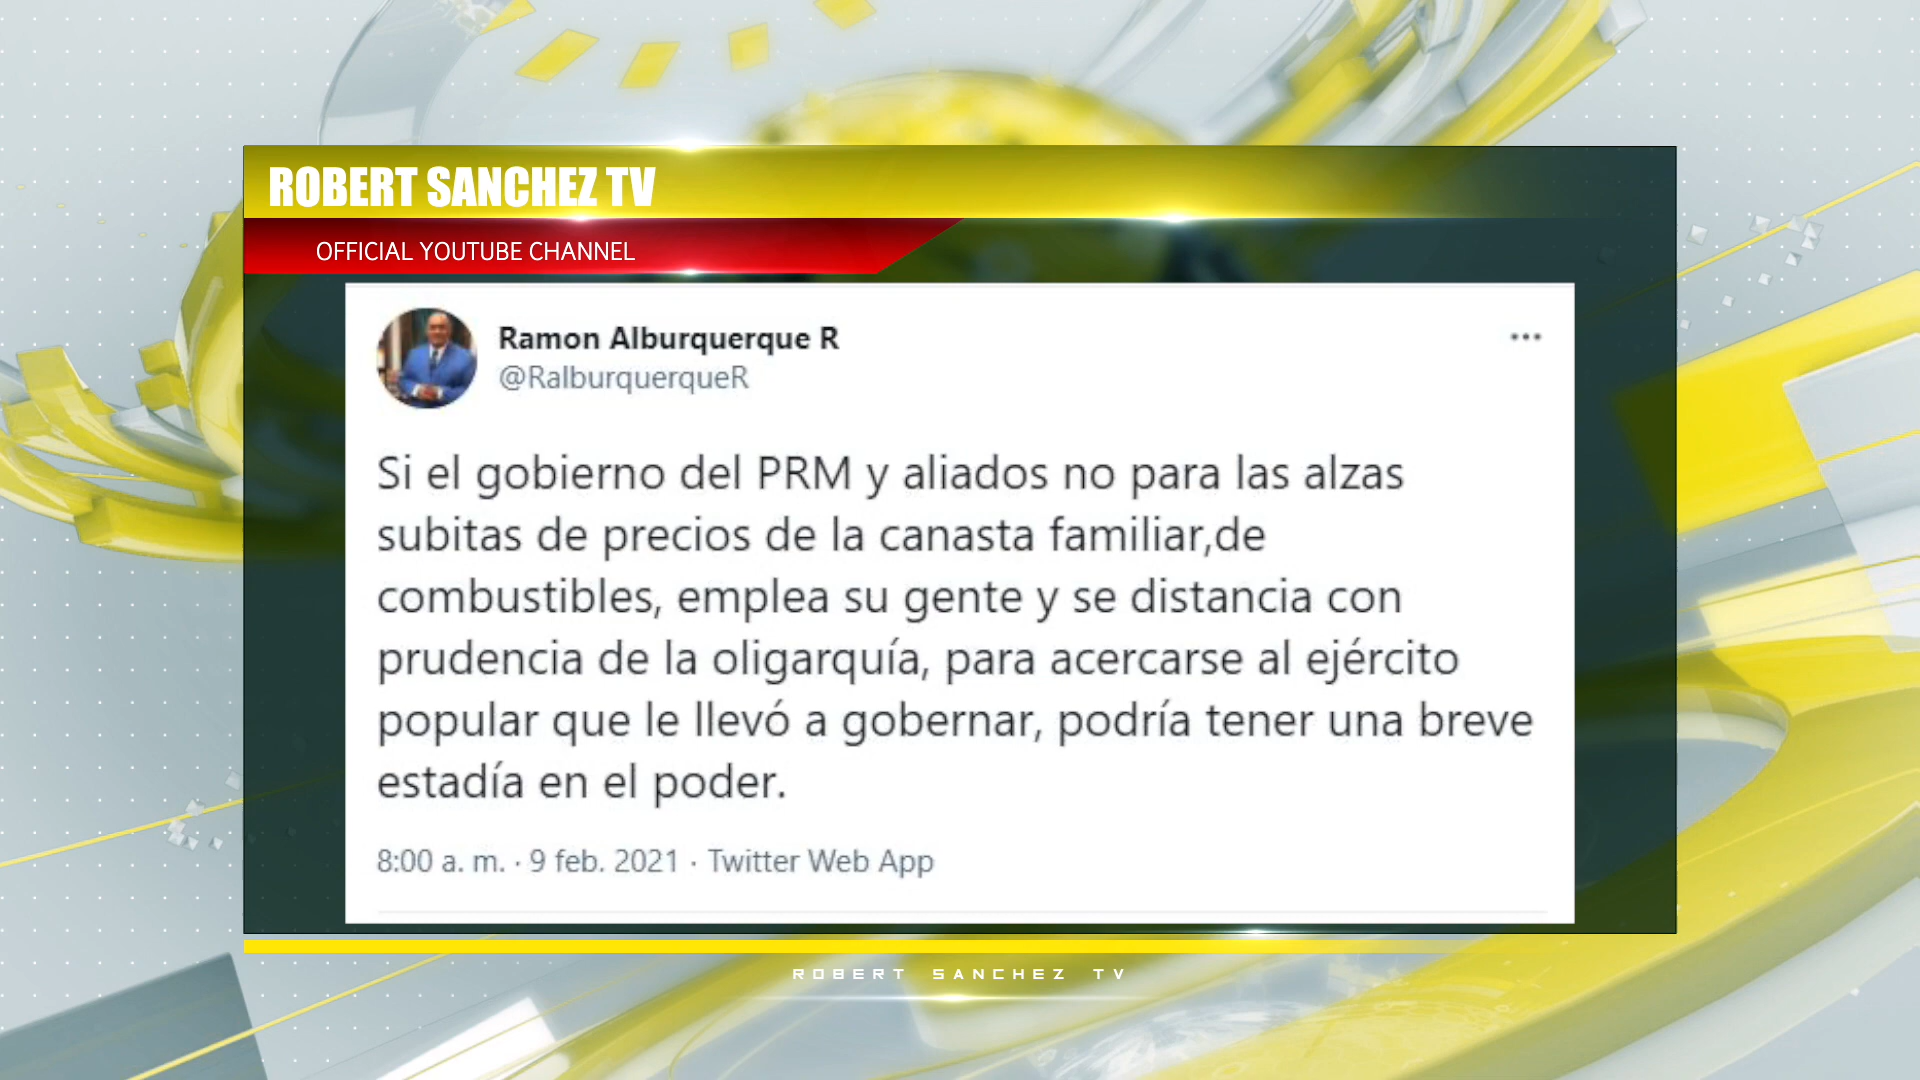 ROBERT SANCHEZ TV
OFFICIAL YOUTUBE CHANNEL
Ramon Alburquerque R
@RalburquerqueR
Si el gobierno del PRM y aliados no para las alzas
subitas de precios de la canasta familiar,de
combustibles, emplea su gente y se distancia con
prudencia de la oligarquía, para acercarse al ejército
popular que le llevó a gobernar, podría tener una breve
estadía en el poder.
8:00 a. m. · 9 feb. 2021 · Twitter Web App
ROBERT SANCHEZ TV